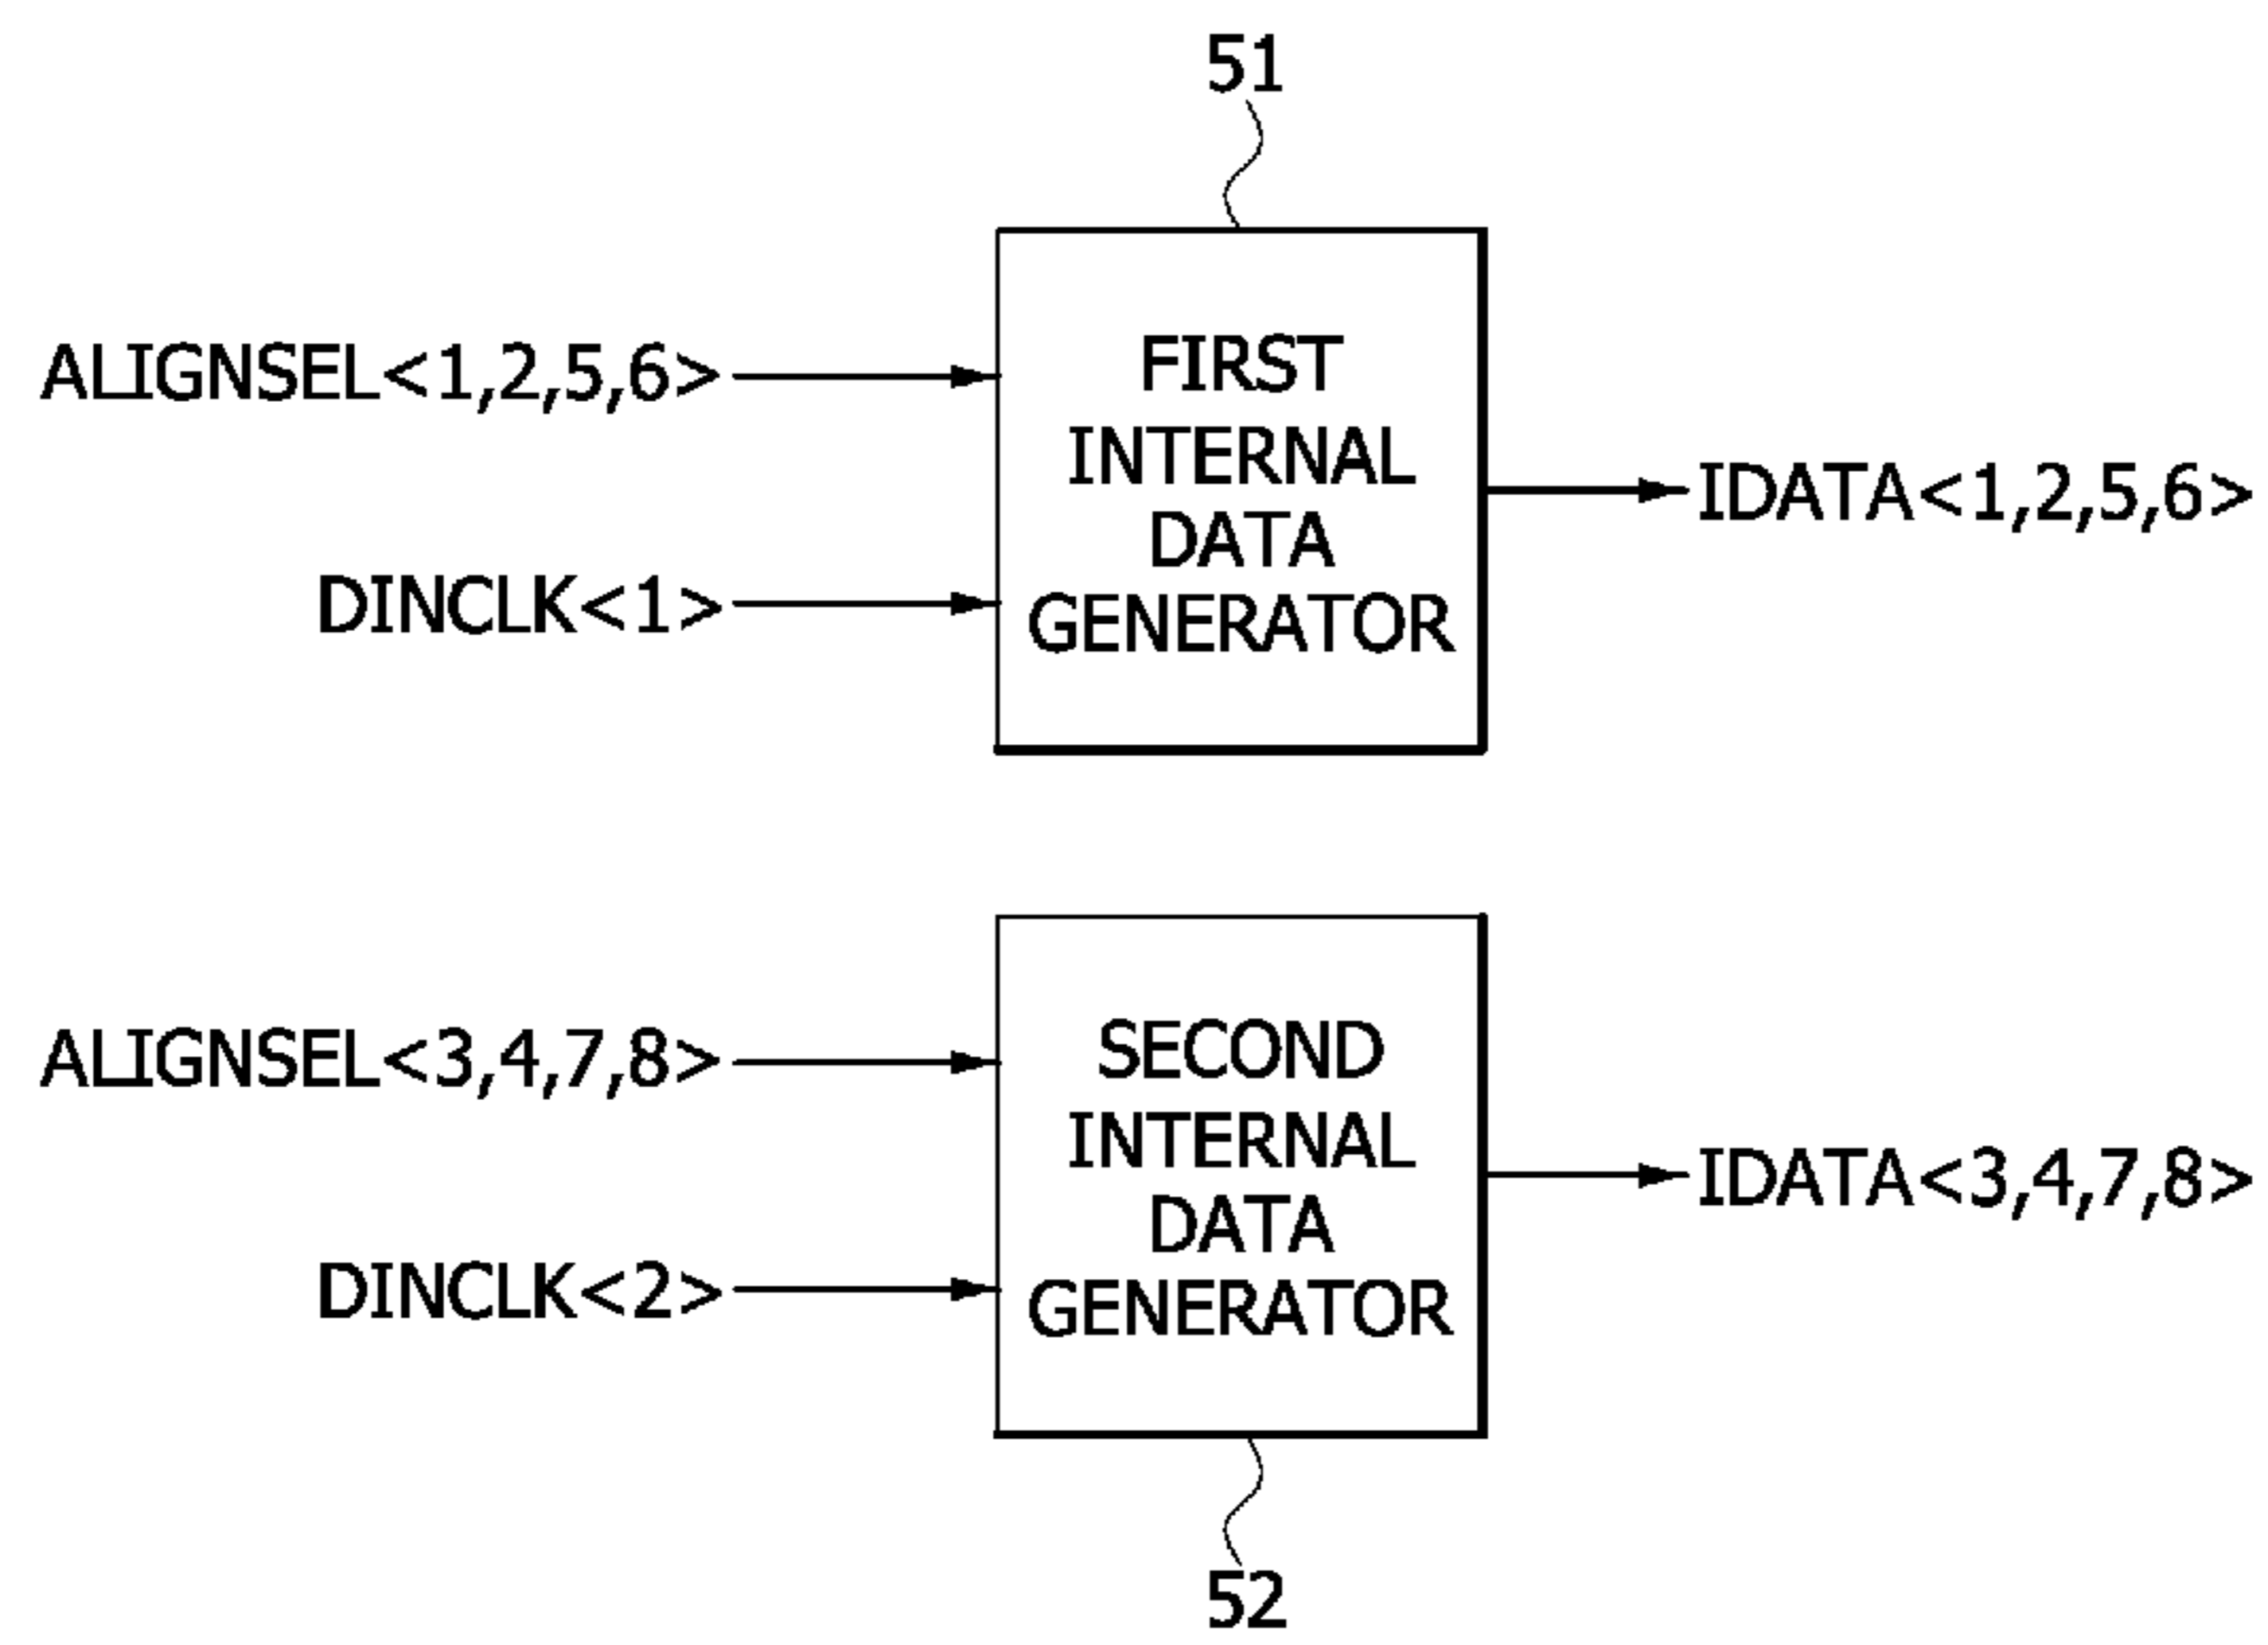 51
ALIGNSEL<1,2,5,6>
DINCLK<1>
FIRST
INTERNAL
DATA
GENERATOR
IDATA<1,2,5,6>
ALIGNSEL<3,4,7,8>
DINCLK<2>
SECOND
INTERNAL
DATA
GENERATOR
IDATA<3,4,7,8>
52